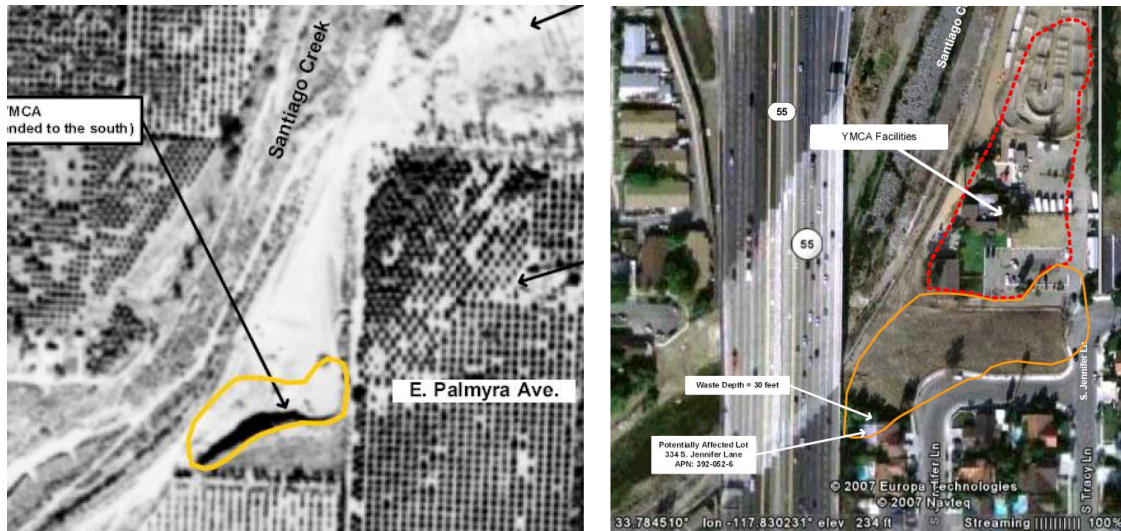 YMCA
ended to the south)
Santiago Creek
E. Palmyra Ave.
55
55
Santiago Cr
YMCA Facilities
Waste Depth = 30 feet
Potentially Affected Lot
334 S. Jennifer Lane
APN: 392-052-6
S. Jennifer Ln
S. Jennifer Ln
S. Tracy Ln
© 2007 Europa Technologies
© 2007 Navteq
33.784510° lon -117.830231° elev 234 ft Streaming |||||||||| 100%